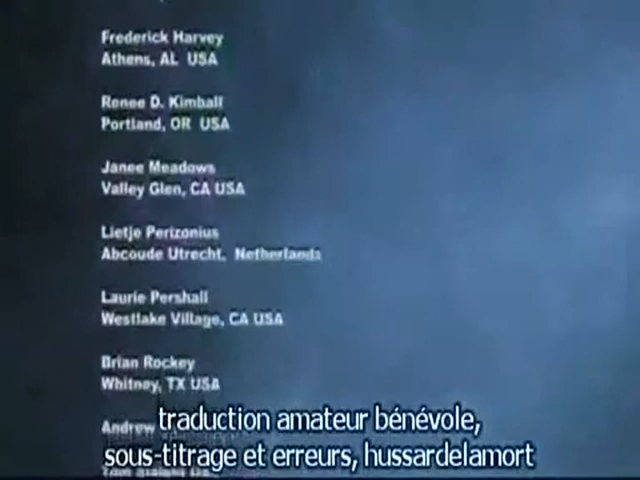 Frederick Harvey
Athens, AL USA
Renee D. Kimball
Portland, OR USA
Janee Meadows
Valley Glen, CA USA
Lietje Perizonius
Abcoude Utrecht, Netherlands
Laurie Pershall
Westlake Village, CA USA
Brian Rockey
Whitney, TX USA
Andrew
traduction amateur bénévole,
sous-titrage et erreurs, hussardelamort